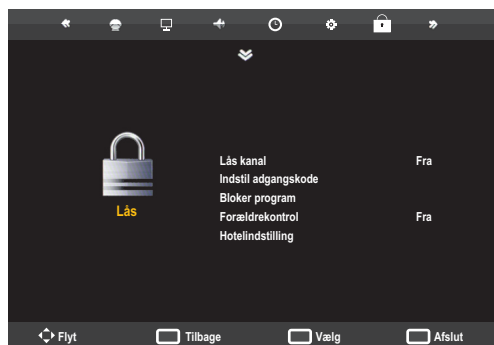 Lås kanal Fra
Indstil adgangskode
Bloker program
Forældrekontrol Fra
Hotelindstilling
Lås
Flyt Tilbage Vælg Afslut